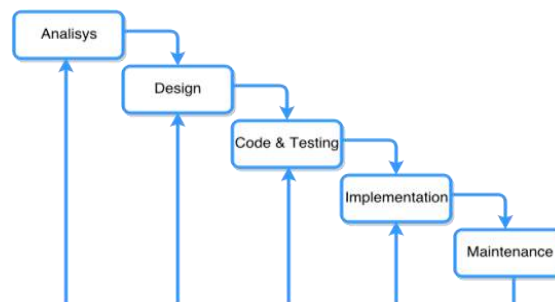 Analisys
Design
Code & Testing
Implementation
Maintenance